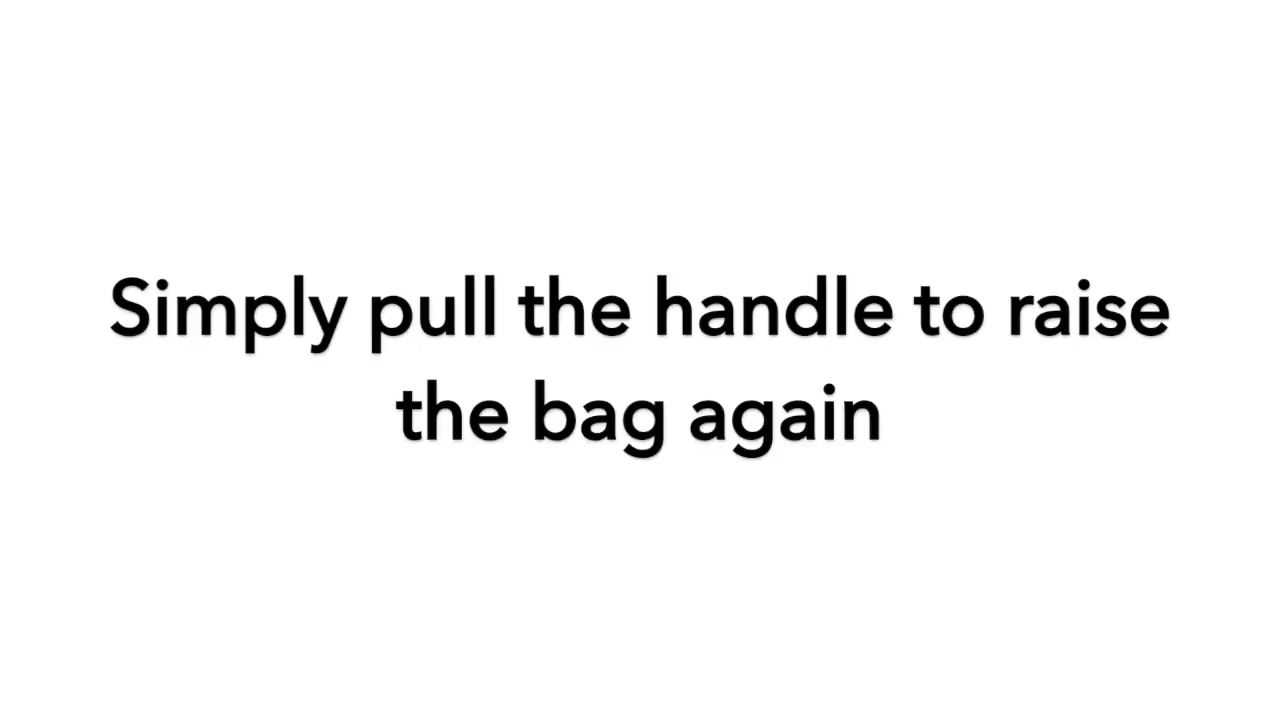 Simply pull the handle to raise
the bag again